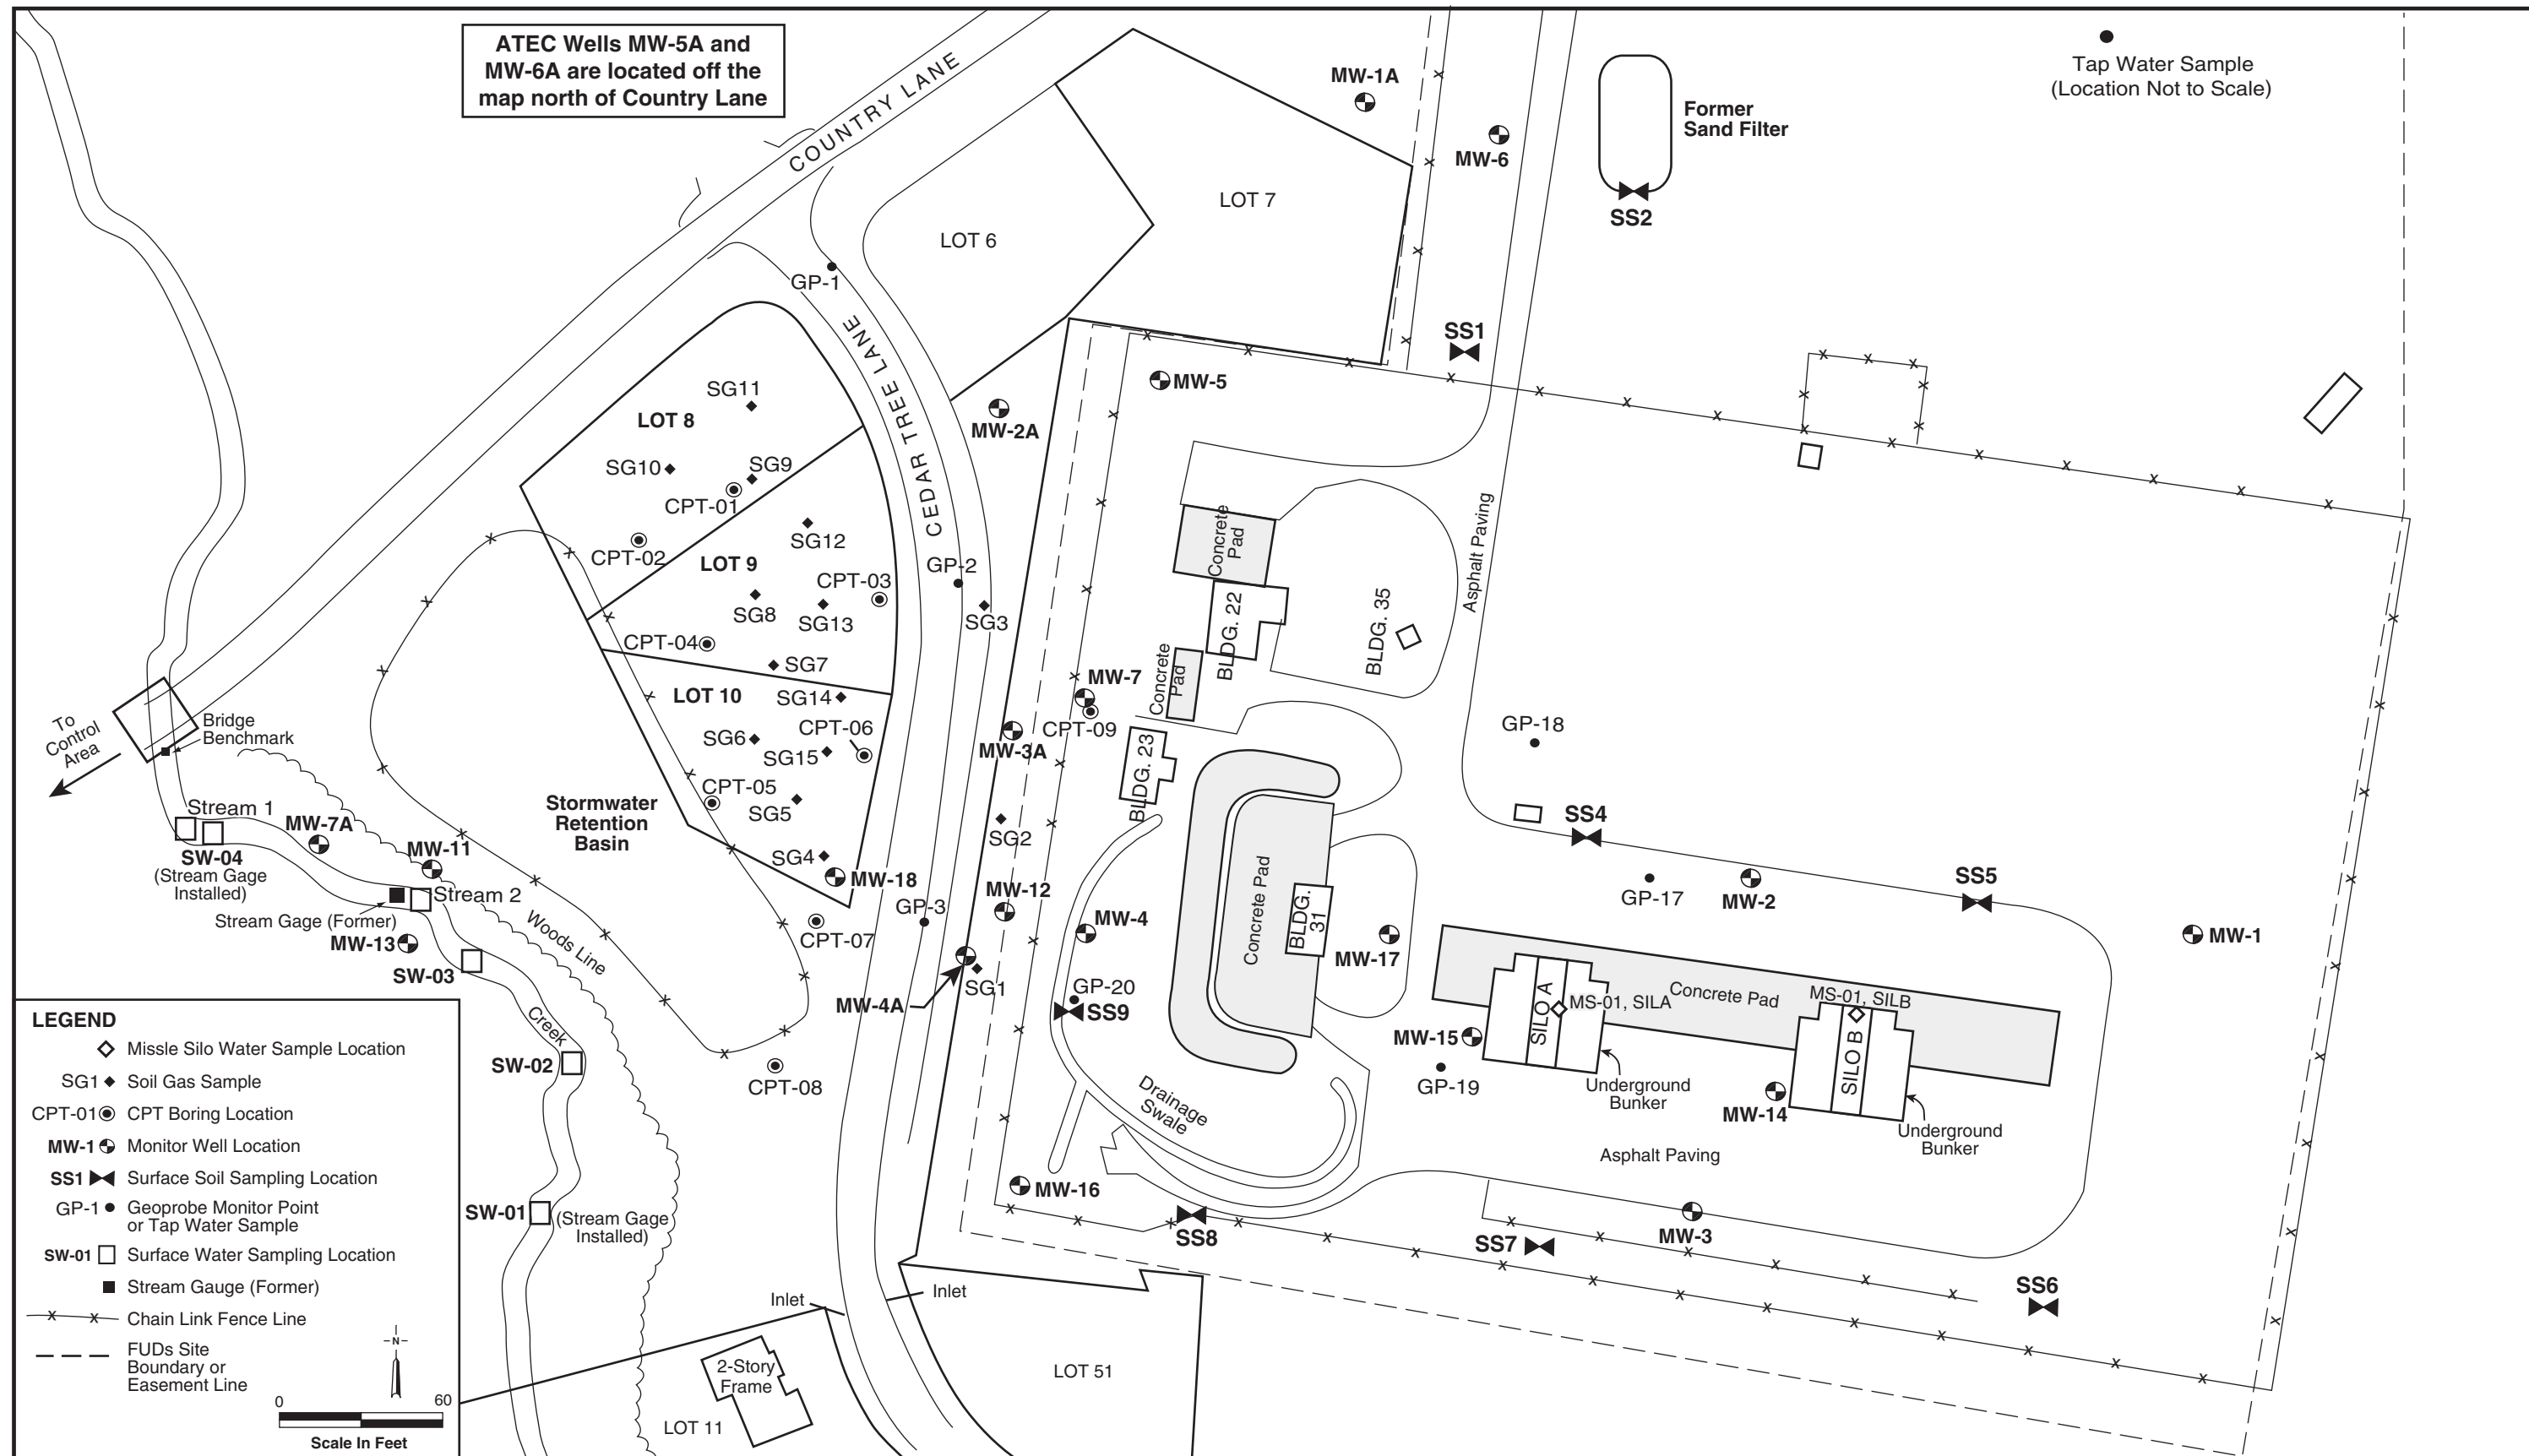 ATEC Wells MW-5A and
MW-6A are located off the
map north of Country Lane
COUNTRY LANE
MW-1A
MW-6
Former
Sand Filter
SS2
Tap Water Sample
(Location Not to Scale)
LOT 7
LOT 6
GP-1
CEDAR TREE LANE
SS1
MW-5
MW-2A
SG11
LOT 8
SG10
SG9
CPT-01
CPT-02
SG12
LOT 9
CPT-03
SG8
SG13
CPT-04
SG7
GP-2
SG3
LOT 10
SG14
CPT-06
SG6
SG15
CPT-05
SG5
SG4
MW-18
Stormwater
Retention
Basin
Concrete
Pad
BLDG. 22
BLDG. 35
Asphalt Paving
Concrete
Pad
MW-7
CPT-09
MW-3A
BLDG. 23
SG2
MW-12
MW-4
GP-3
CPT-07
SG1
MW-4A
GP-20
SS9
CPT-08
Concrete Pad
BLDG.
31
MW-17
GP-18
SS4
GP-17
MW-2
SS5
MW-1
Concrete Pad
SILO A
MS-01, SILA
MS-01, SILB
SILO B
MW-15
GP-19
Underground
Bunker
MW-14
Underground
Bunker
Asphalt Paving
Drainage
Swale
MW-16
SS8
SS7
MW-3
SS6
To
Control
Area
Bridge
Benchmark
Stream 1
SW-04
(Stream Gage
Installed)
MW-7A
MW-11
Stream 2
Stream Gage (Former)
MW-13
SW-03
Woods Line
Creek
SW-02
SW-01
(Stream Gage
Installed)
Inlet
Inlet
2-Story
Frame
LOT 11
LOT 51
LEGEND
Missle Silo Water Sample Location
SG1 Soil Gas Sample
CPT-01 CPT Boring Location
MW-1 Monitor Well Location
SS1 Surface Soil Sampling Location
GP-1 Geoprobe Monitor Point
or Tap Water Sample
SW-01 Surface Water Sampling Location
Stream Gauge (Former)
x x Chain Link Fence Line
FUDs Site
Boundary or
Easement Line
N
0 60
Scale In Feet